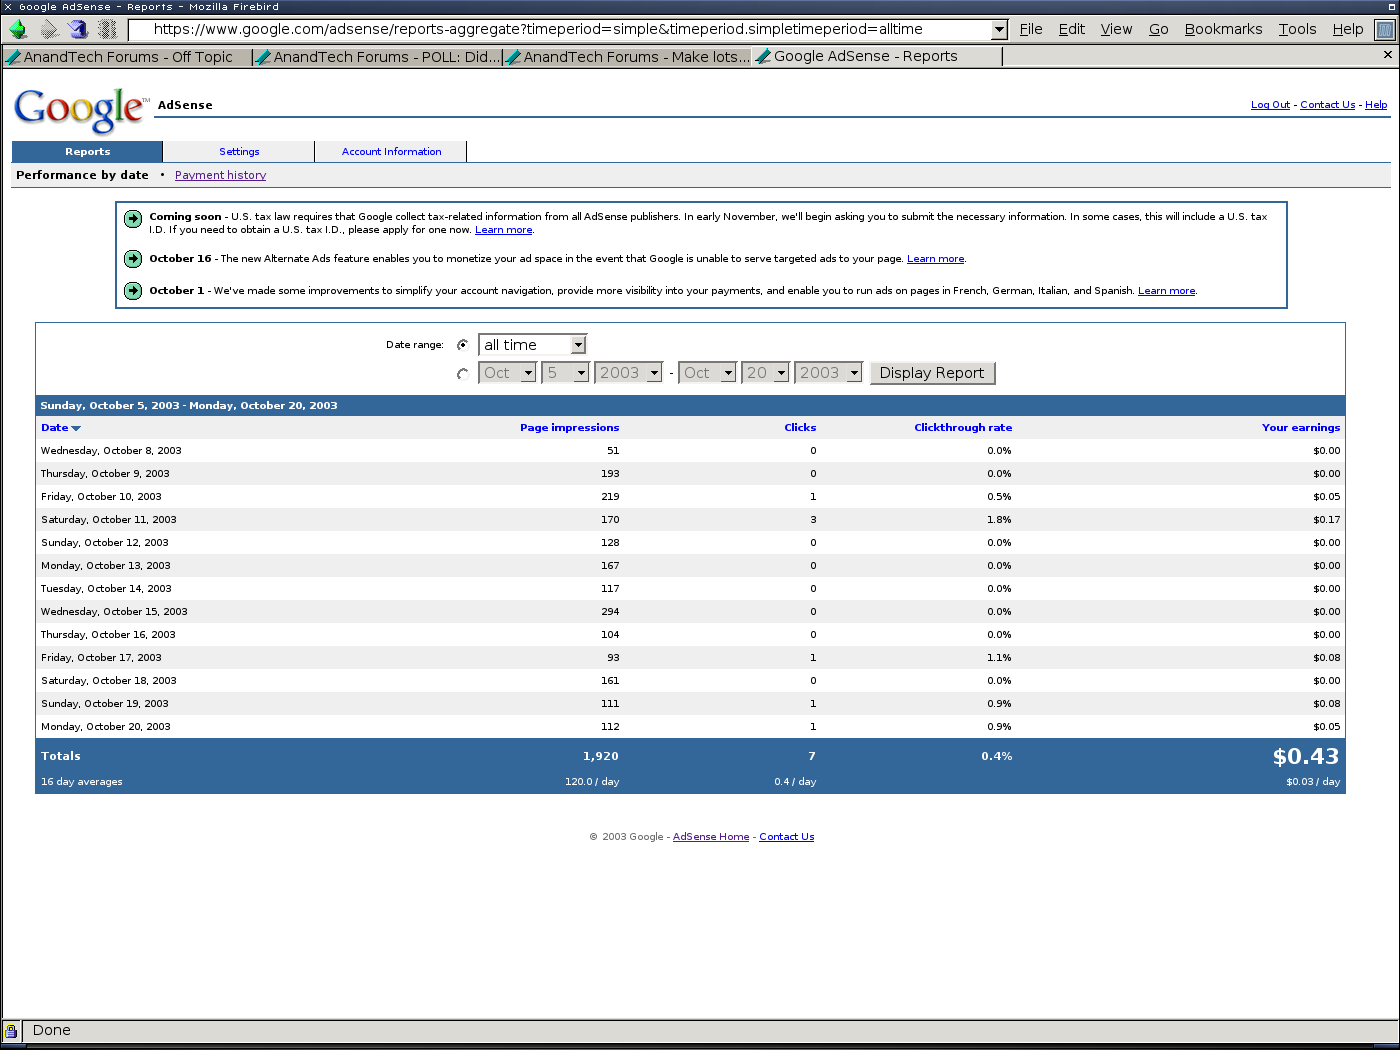 Google AdSense - Reports - Mozilla Firebird
https://www.google.com/adsense/reports-aggregate?timeperiod=simple&timeperiod.simpletimeperiod=alltime
File Edit View Go Bookmarks Tools Help
AnandTech Forums - Off Topic
AnandTech Forums - POLL: Did...
AnandTech Forums - Make lots...
Google AdSense - Reports
Google™ AdSense
Log Out - Contact Us - Help
Reports Settings Account Information
Performance by date • Payment history
Coming soon - U.S. tax law requires that Google collect tax-related information from all AdSense publishers. In early November, we'll begin asking you to submit the necessary information. In some cases, this will include a U.S. tax
I.D. If you need to obtain a U.S. tax I.D., please apply for one now. Learn more.
October 16 - The new Alternate Ads feature enables you to monetize your ad space in the event that Google is unable to serve targeted ads to your page. Learn more.
October 1 - We've made some improvements to simplify your account navigation, provide more visibility into your payments, and enable you to run ads on pages in French, German, Italian, and Spanish. Learn more.
Date range: all time
Oct 5 2003 - Oct 20 2003 Display Report
Sunday, October 5, 2003 - Monday, October 20, 2003
Date Page impressions Clicks Clickthrough rate Your earnings
Wednesday, October 8, 2003 51 0 0.0% $0.00
Thursday, October 9, 2003 193 0 0.0% $0.00
Friday, October 10, 2003 219 1 0.5% $0.05
Saturday, October 11, 2003 170 3 1.8% $0.17
Sunday, October 12, 2003 128 0 0.0% $0.00
Monday, October 13, 2003 167 0 0.0% $0.00
Tuesday, October 14, 2003 117 0 0.0% $0.00
Wednesday, October 15, 2003 294 0 0.0% $0.00
Thursday, October 16, 2003 104 0 0.0% $0.00
Friday, October 17, 2003 93 1 1.1% $0.08
Saturday, October 18, 2003 161 0 0.0% $0.00
Sunday, October 19, 2003 111 1 0.9% $0.08
Monday, October 20, 2003 112 1 0.9% $0.05
Totals 1,920 7 0.4% $0.43
16 day averages 120.0 / day 0.4 / day $0.03 / day
© 2003 Google - AdSense Home - Contact Us
Done